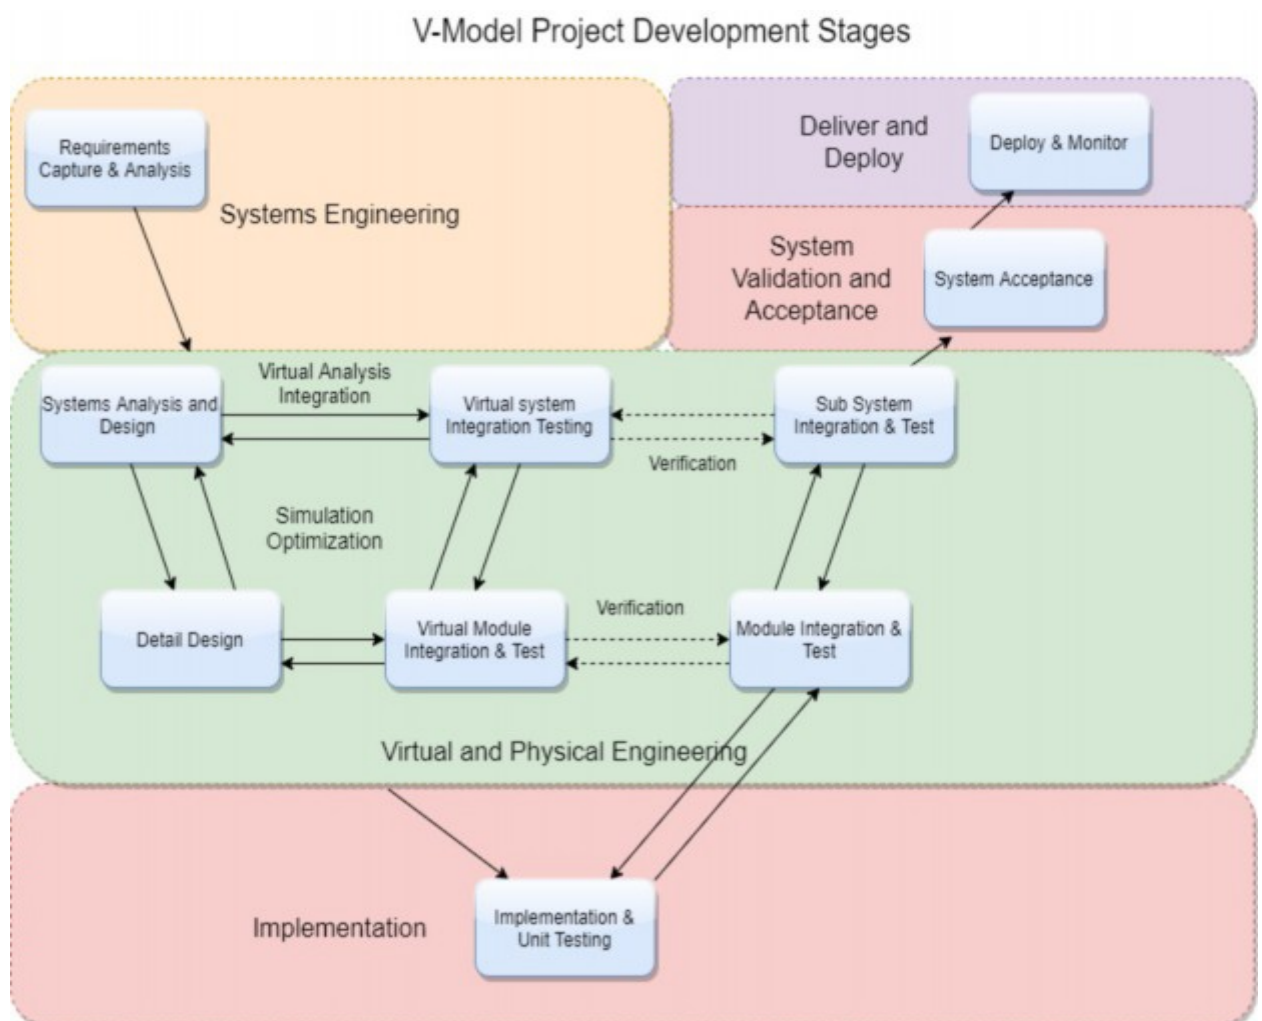 V-Model Project Development Stages
Requirements
Capture & Analysis
Systems Engineering
Deliver and
Deploy
Deploy & Monitor
System
Validation and
Acceptance
System Acceptance
Systems Analysis and
Design
Virtual Analysis
Integration
Virtual system
Integration Testing
Verification
Sub System
Integration & Test
Simulation
Optimization
Detail Design
Virtual Module
Integration & Test
Verification
Module Integration &
Test
Virtual and Physical Engineering
Implementation
Implementation &
Unit Testing